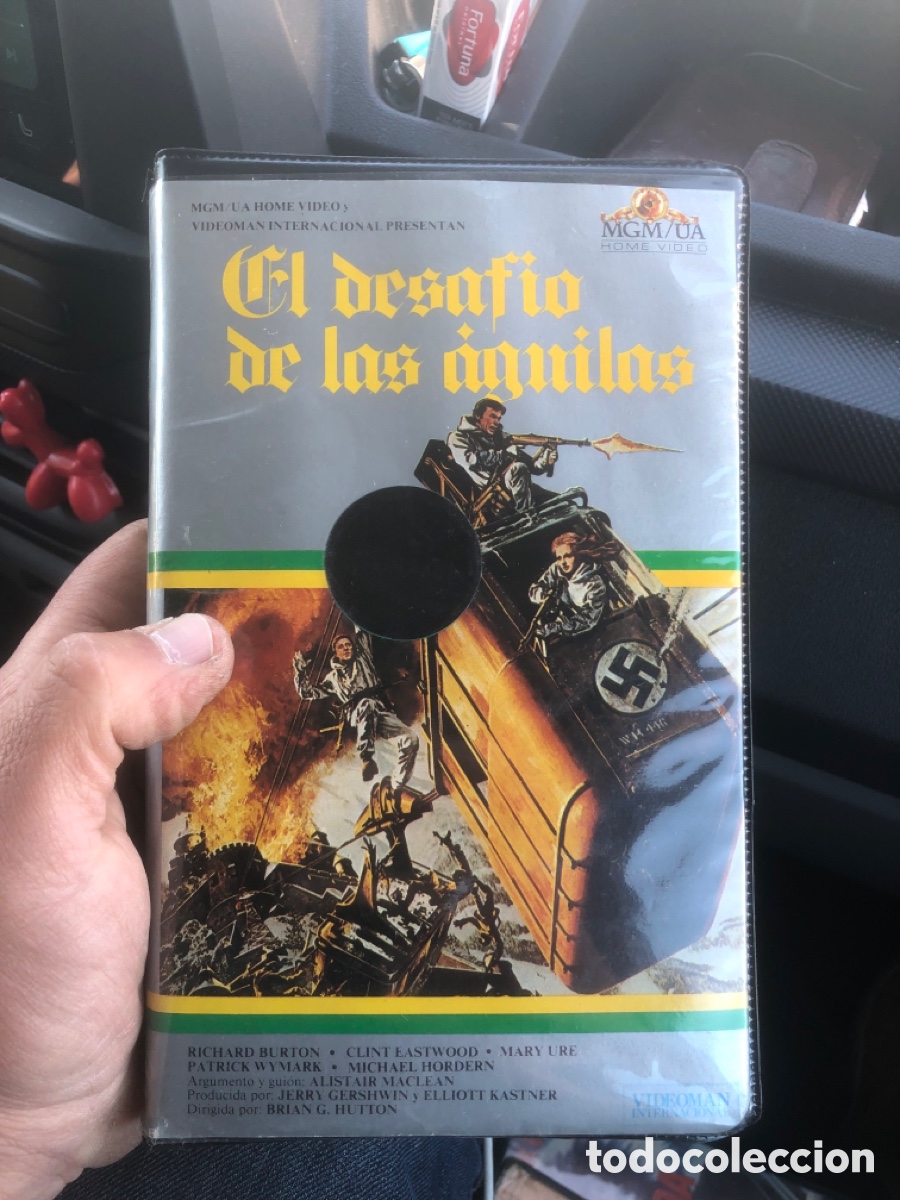 Fortuna
MGM/UA HOME VIDEO y
VIDEOMAN INTERNACIONAL PRESENTAN
MGM/UA
HOME VIDEO
El desafio
de las águilas
RICHARD BURTON • CLINT EASTWOOD • MARY URE
PATRICK WYMARK • MICHAEL HORDERN
Argumento y guión: ALISTAIR MACLEAN
Producida por: JERRY GERSHWIN y ELLIOTT KASTNER
Dirigida por: BRIAN G. HUTTON
VIDEOMAN
INTERNACIONAL
todocoleccion